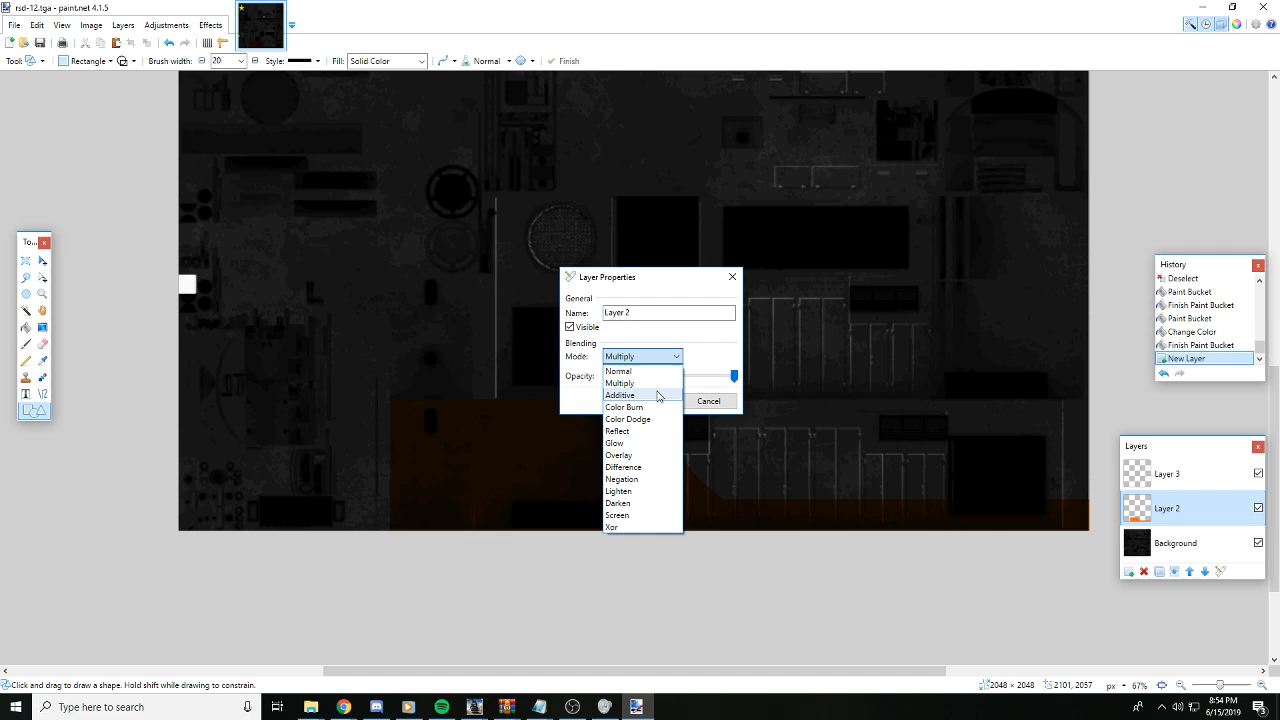 -12.tga - paint.net 4.1.5
File Edit View Image Layers Adjustments Effects
Tool: Rectangle Brush width: 20 Style: Fill: Solid Color Normal Finish
To...
Layer Properties
General
Name: Layer 2
Visible
Blending
Mode: Multiply
Opacity:
Cancel
Normal
Multiply
Additive
Color Burn
Color Dodge
Reflect
Glow
Overlay
Difference
Negation
Lighten
Darken
Screen
Xor
History
Deselect
Paint Bucket
Finish Paint Bucket
Paint Bucket
Change Color
Finish Paint Bucket
New Layer
Layers
Layer 3
Layer 2
Background
Click and drag to draw a shape. Hold shift while drawing to constrain.
2048 × 2048 2101, 2057 px 67%
Type here to search
8:54 PM
6/15/2019